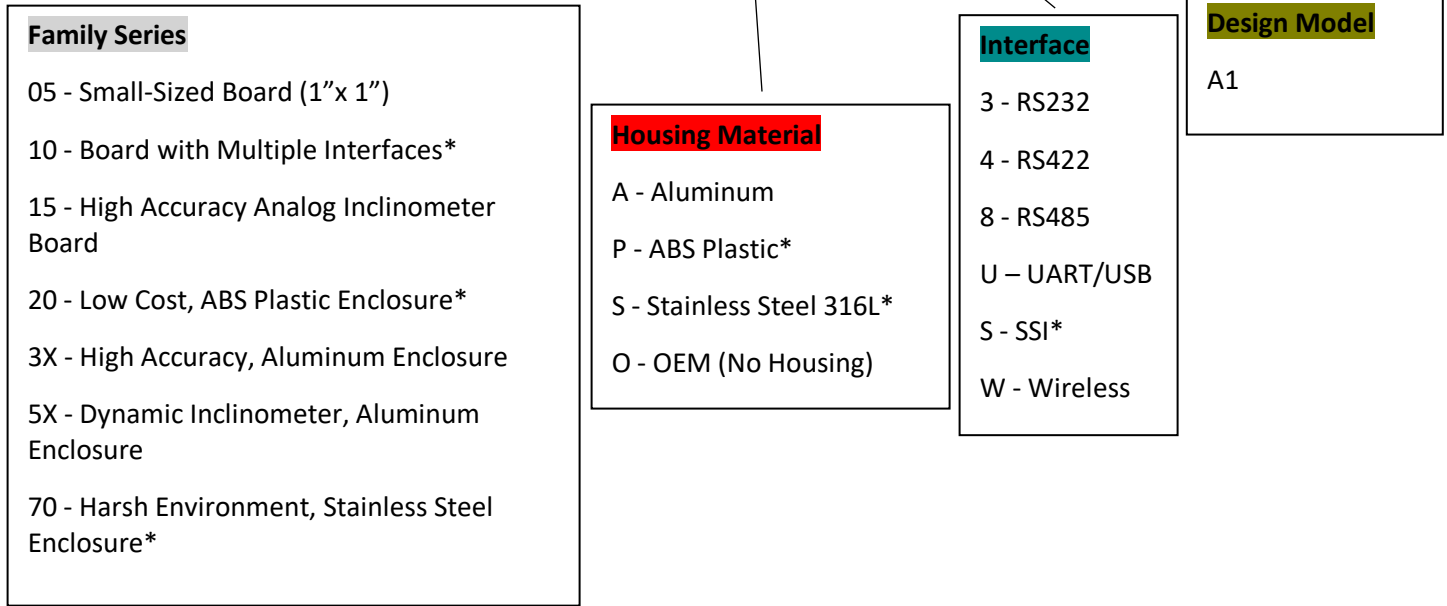 Family Series
05 - Small-Sized Board (1”x 1”)
10 - Board with Multiple Interfaces*
15 - High Accuracy Analog Inclinometer
Board
20 - Low Cost, ABS Plastic Enclosure*
3X - High Accuracy, Aluminum Enclosure
5X - Dynamic Inclinometer, Aluminum
Enclosure
70 - Harsh Environment, Stainless Steel
Enclosure*
Housing Material
A - Aluminum
P - ABS Plastic*
S - Stainless Steel 316L*
O - OEM (No Housing)
Interface
3 - RS232
4 - RS422
8 - RS485
U – UART/USB
S - SSI*
W - Wireless
Design Model
A1